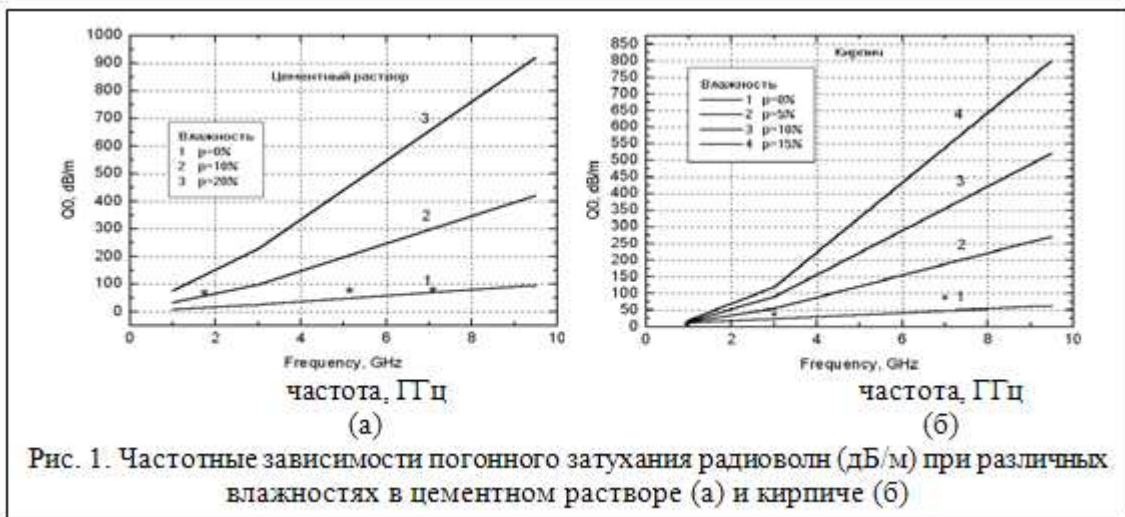 1000
900
800
700
600
500
400
300
200
100
0
Q0, dB/m
Цементный раствор
Влажность
1 p=0%
2 p=10%
3 p=20%
3
2
1
0 2 4 6 8 10
Frequency, GHz
частота, ГГц
(а)
850
800
750
700
650
600
550
500
450
400
350
300
250
200
150
100
50
0
Q0, dB/m
Кирпич
Влажность
1 p=0%
2 p=5%
3 p=10%
4 p=15%
4
3
2
1
0 2 4 6 8 10
Frequency, GHz
частота, ГГц
(б)
Рис. 1. Частотные зависимости погонного затухания радиоволн (дБ/м) при различных
влажностях в цементном растворе (а) и кирпиче (б)